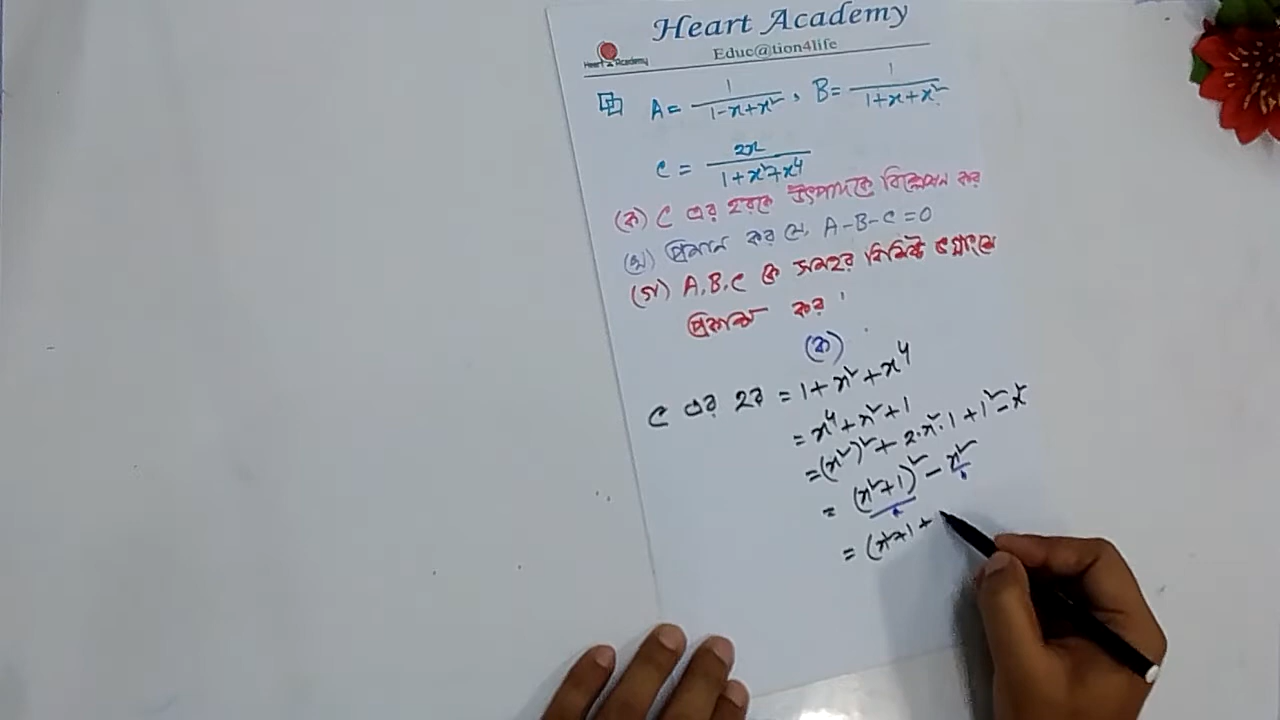 Heart Academy
Educ@tion4life
Heart Academy
A = 1/(1-x+x²), B = 1/(1+x+x²)
C = 2x/(1+x²+x⁴)
(ক) C এর হরকে উৎপাদকে বিশ্লেষণ কর
(খ) প্রমাণ কর যে, A-B-C=0
(গ) A,B,C কে সমহর বিশিষ্ট ভগ্নাংশে
প্রকাশ কর।
(ক)
C এর হর = 1+x²+x⁴
= x⁴+x²+1
= (x²)² + 2·x²·1 + 1² - x²
= (x²+1)² - x²
= (x²+1+